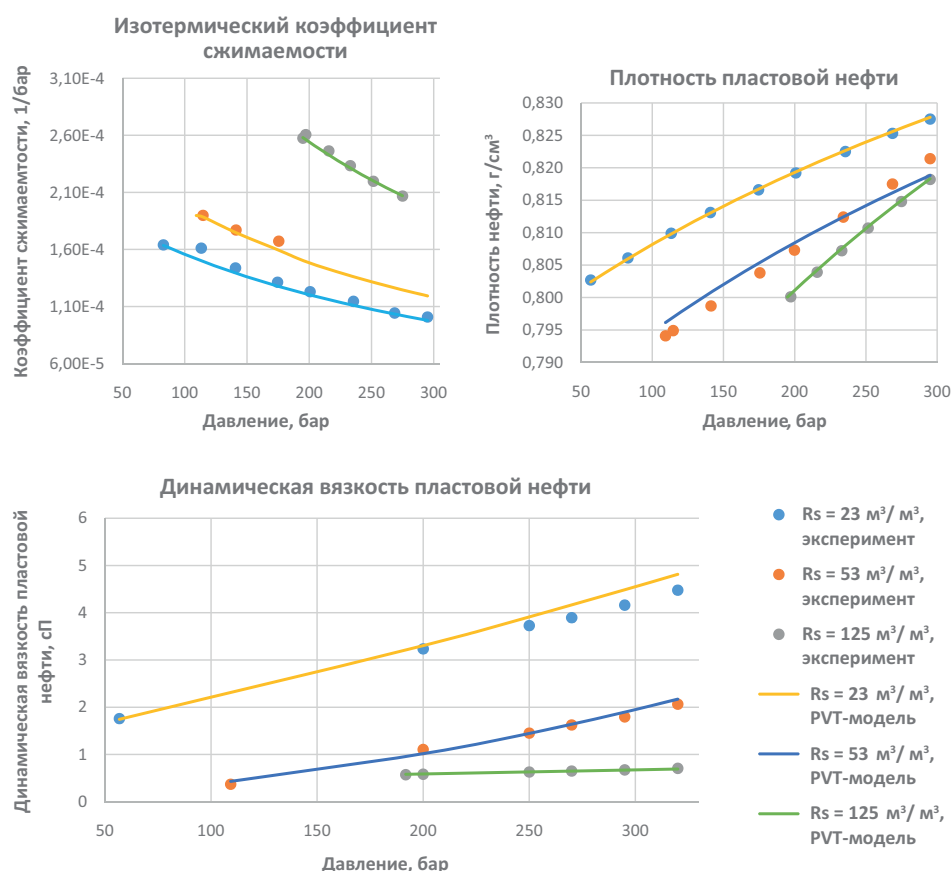 Изотермический коэффициент
сжимаемости
Коэффициент сжимаемтости, 1/бар
3,10E-4
2,60E-4
2,10E-4
1,60E-4
1,10E-4
6,00E-5
50 100 150 200 250 300
Давление, бар
Плотность пластовой нефти
Плотность нефти, г/см³
0,830
0,825
0,820
0,815
0,810
0,805
0,800
0,795
0,790
50 100 150 200 250 300
Давление, бар
Динамическая вязкость пластовой нефти
Динамическая вязкость пластовой
нефти, сП
6
5
4
3
2
1
0
50 100 150 200 250 300
Давление, бар
Rs = 23 м³/ м³,
эксперимент
Rs = 53 м³/ м³,
эксперимент
Rs = 125 м³/ м³,
эксперимент
Rs = 23 м³/ м³,
PVT-модель
Rs = 53 м³/ м³,
PVT-модель
Rs = 125 м³/ м³,
PVT-модель